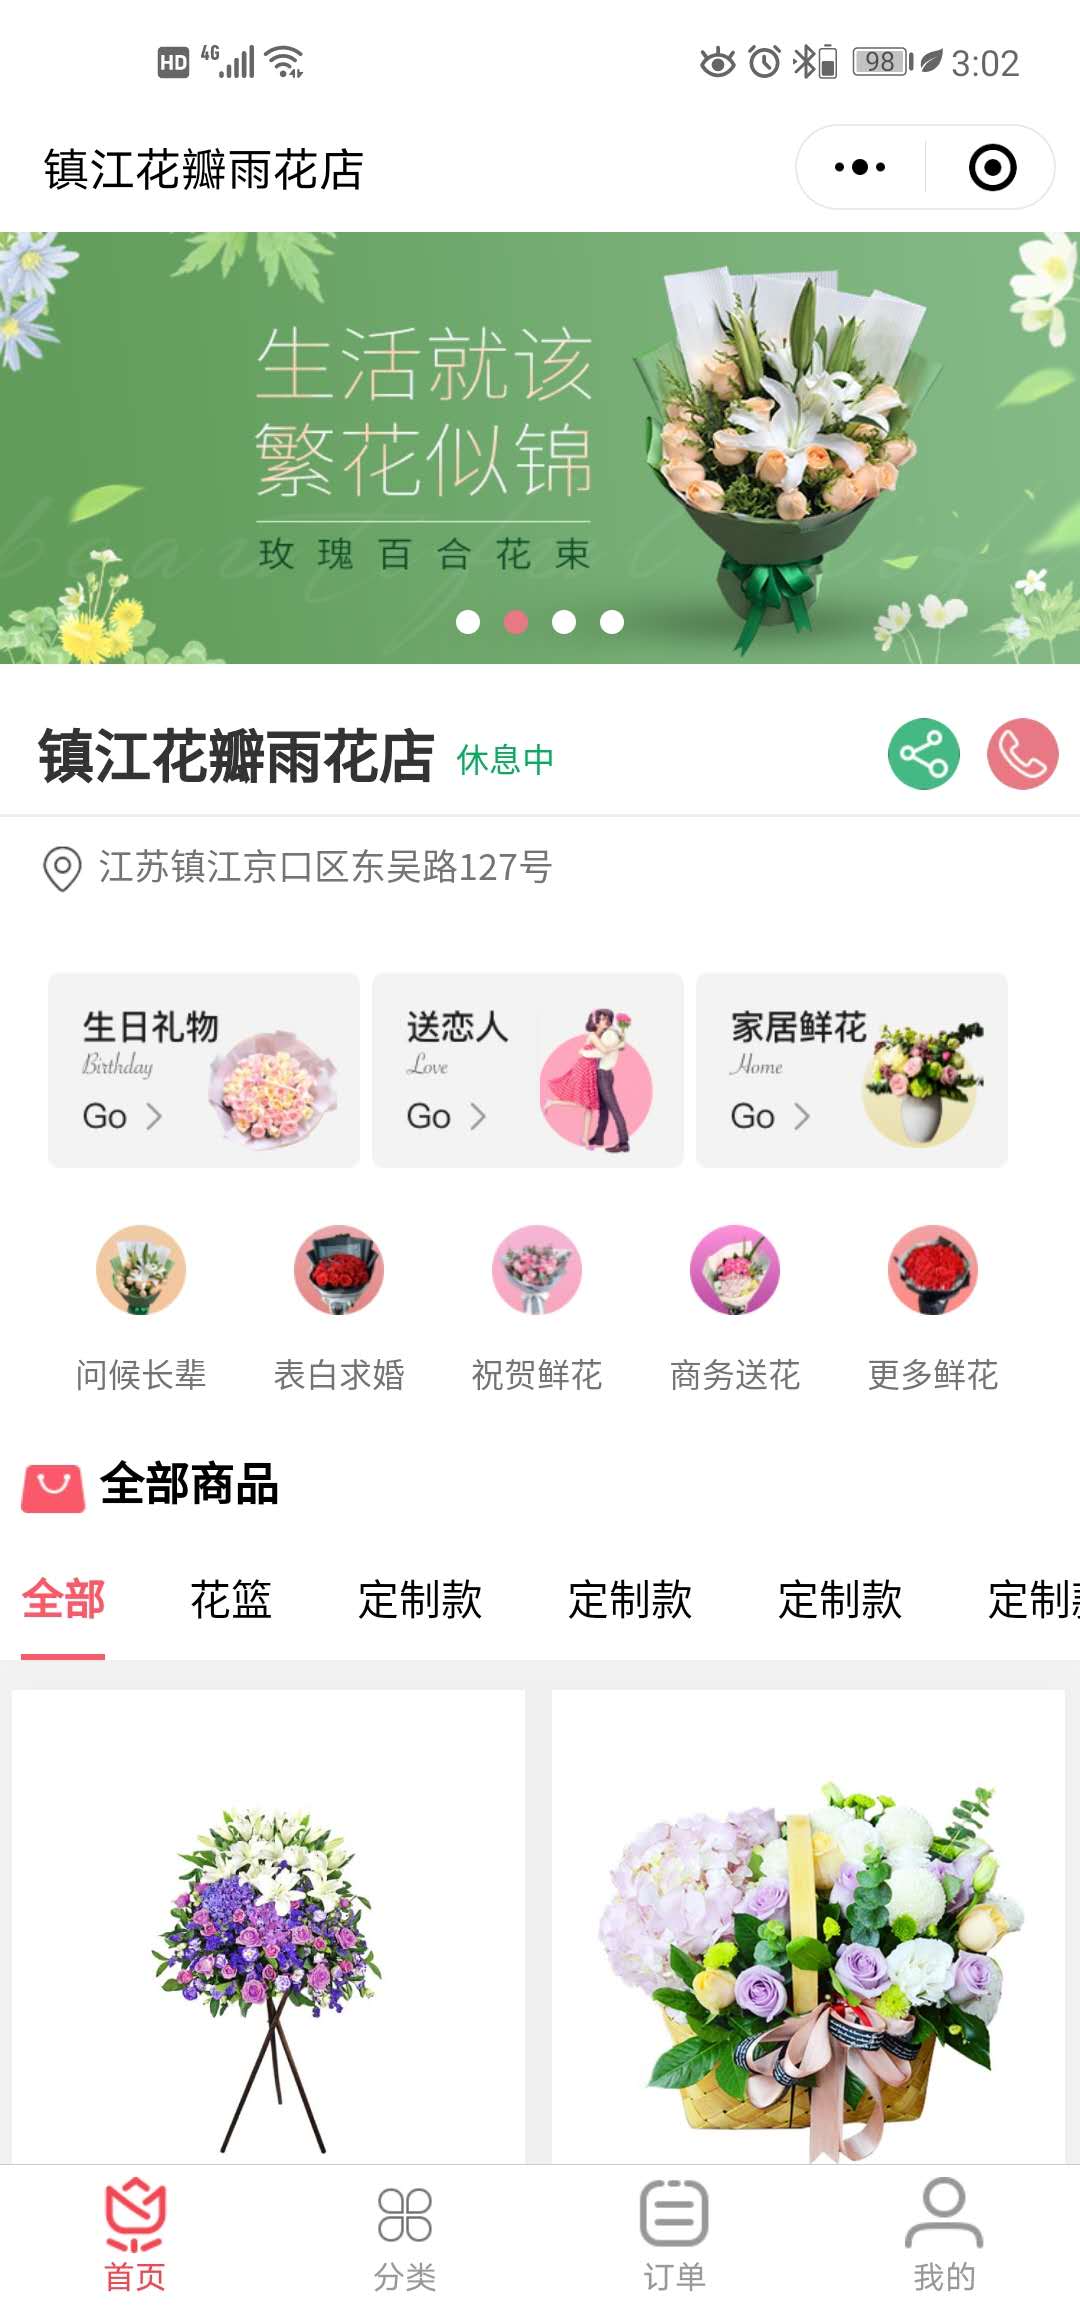 HD 4G 98 3:02
镇江花瓣雨花店
生活就该
繁花似锦
玫瑰百合花束
镇江花瓣雨花店 休息中
江苏镇江京口区东吴路127号
生日礼物
Birthday
Go
送恋人
Love
Go
家居鲜花
Home
Go
问候长辈 表白求婚 祝贺鲜花 商务送花 更多鲜花
全部商品
全部 花篮 定制款 定制款 定制款 定制款
首页 分类 订单 我的